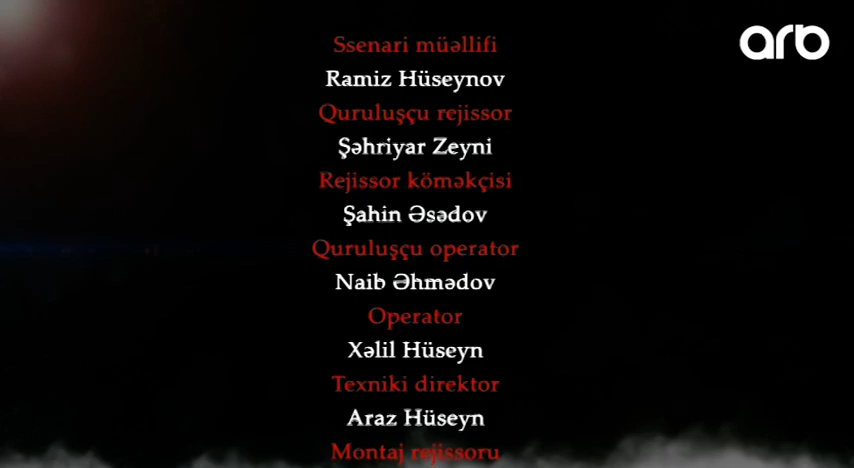 arb
Ssenari müəllifi
Ramiz Hüseynov
Quruluşçu rejissor
Şəhriyar Zeyni
Rejissor köməkçisi
Şahin Əsədov
Quruluşçu operator
Naib Əhmədov
Operator
Xəlil Hüseyn
Texniki direktor
Araz Hüseyn
Montaj rejissoru